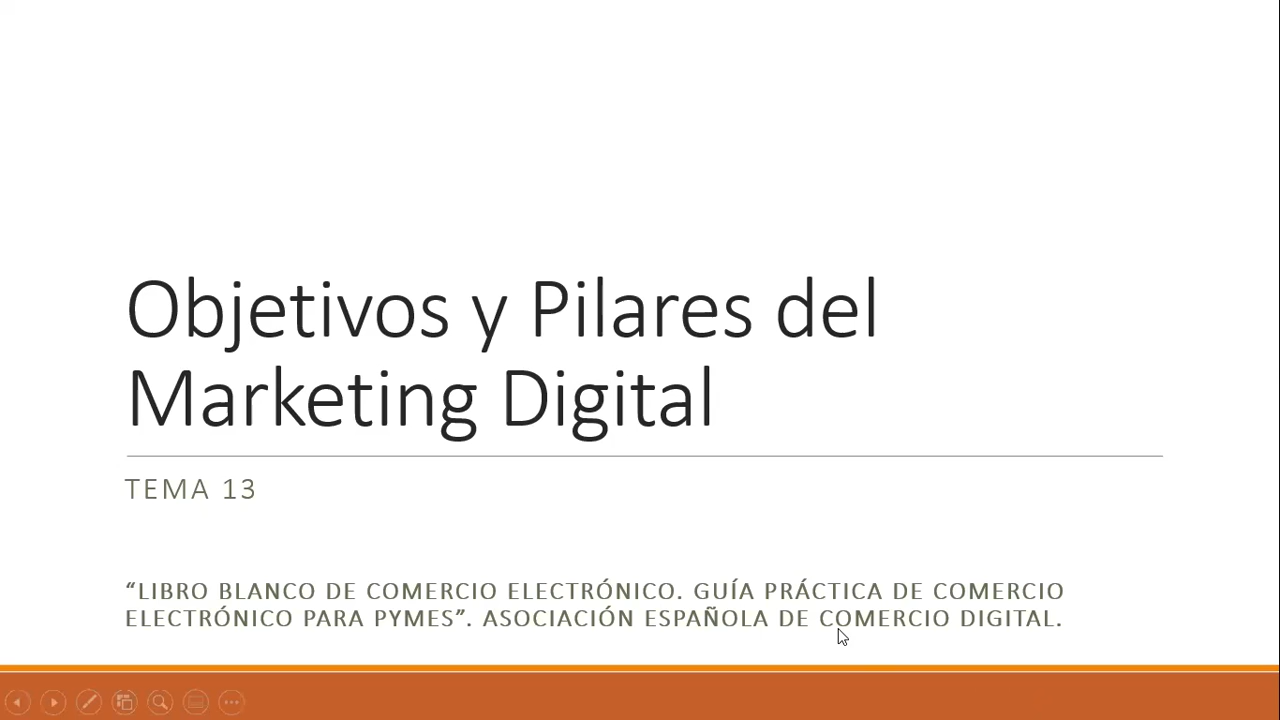 Objetivos y Pilares del
Marketing Digital
TEMA 13
“LIBRO BLANCO DE COMERCIO ELECTRÓNICO. GUÍA PRÁCTICA DE COMERCIO
ELECTRÓNICO PARA PYMES”. ASOCIACIÓN ESPAÑOLA DE COMERCIO DIGITAL.